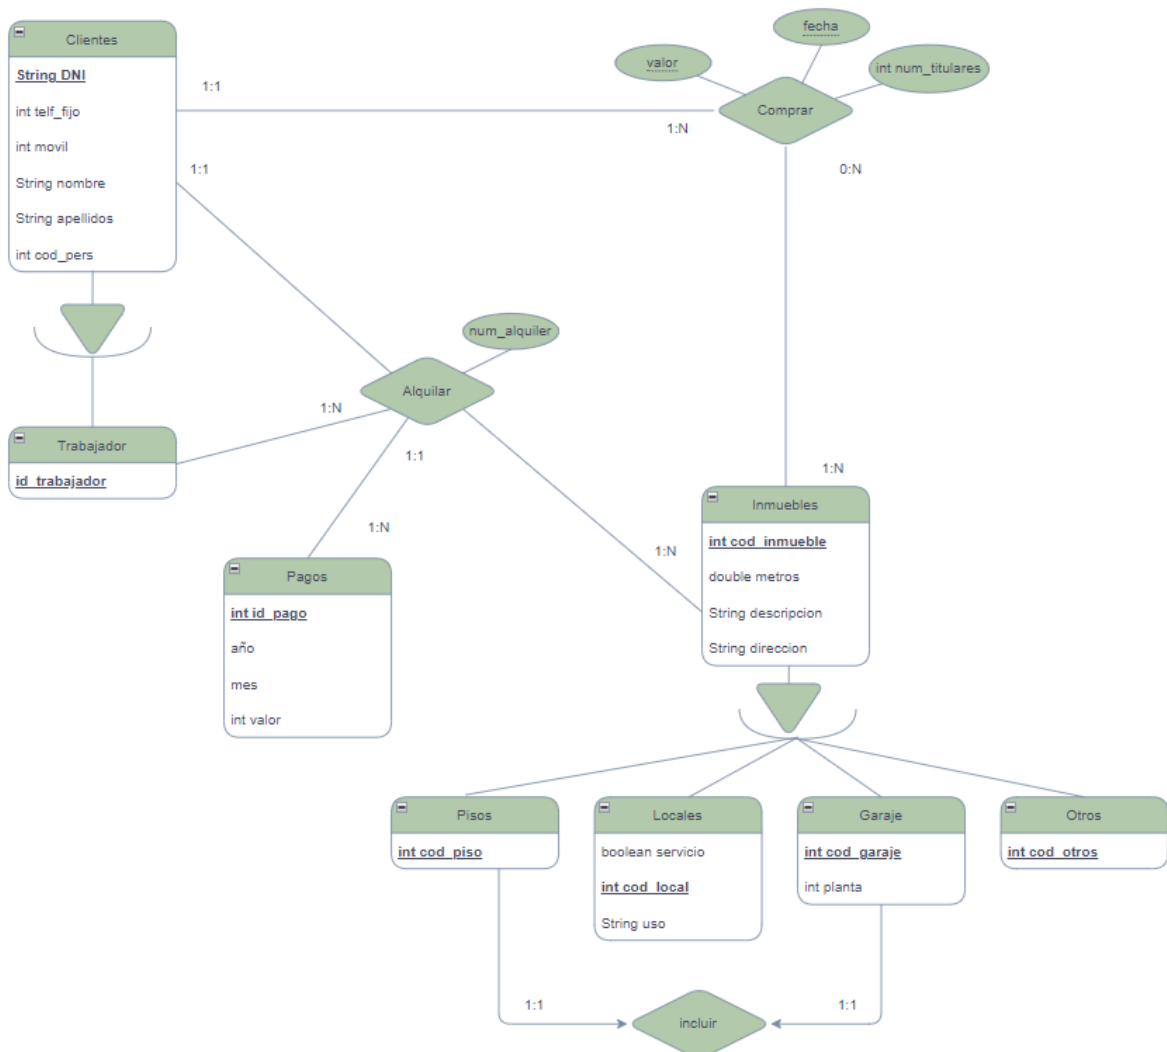 Clientes
String DNI
int telf_fijo
int movil
String nombre
String apellidos
int cod_pers
1:1
1:1
valor
fecha
int num_titulares
Comprar
1:N
0:N
num_alquiler
Alquilar
1:N
1:1
1:N
1:N
1:N
Trabajador
id_trabajador
Pagos
int id_pago
año
mes
int valor
Inmuebles
int cod_inmueble
double metros
String descripcion
String direccion
Pisos
int cod_piso
Locales
boolean servicio
int cod_local
String uso
Garaje
int cod_garaje
int planta
Otros
int cod_otros
1:1
incluir
1:1